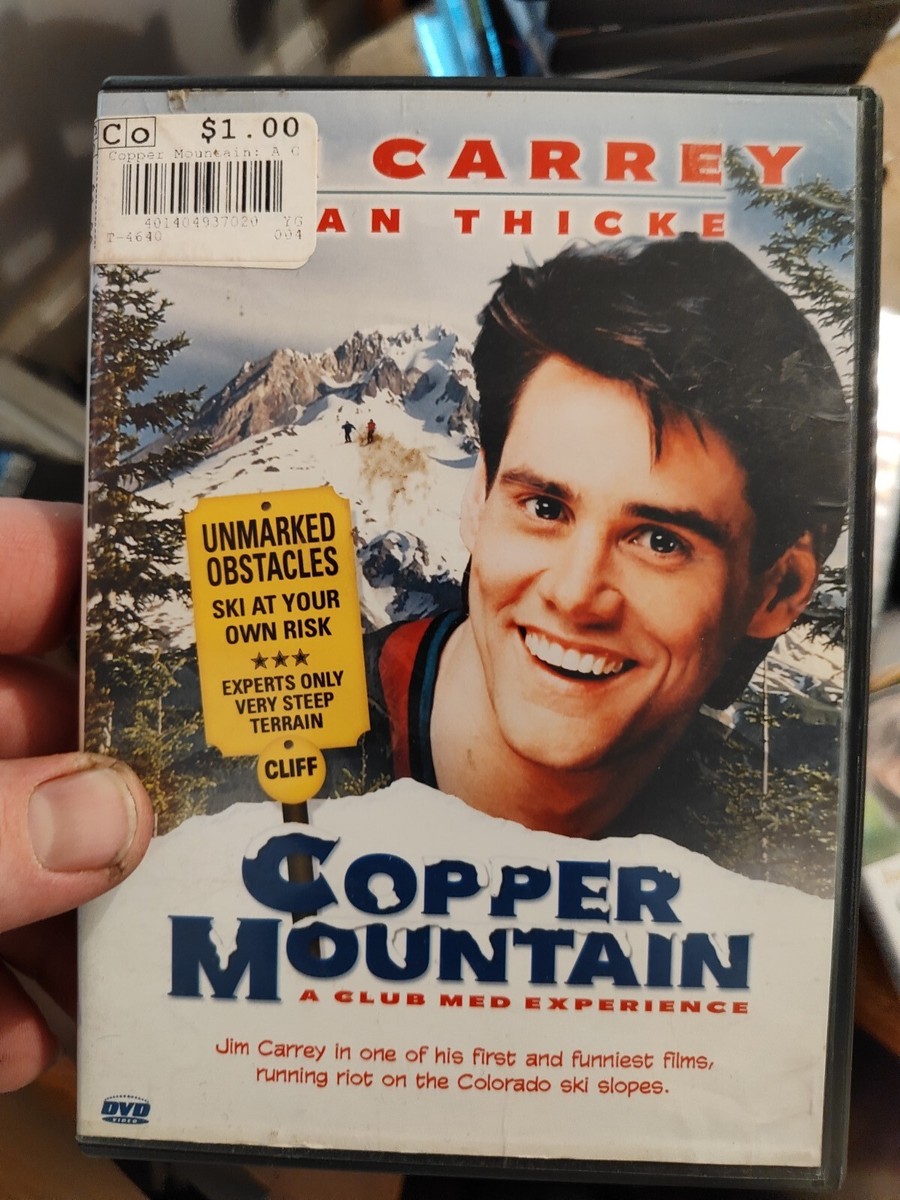 Co $1.00
Copper Mountain: A C
401404937020 YG
T-4640 004
CARREY
AN THICKE
UNMARKED
OBSTACLES
SKI AT YOUR
OWN RISK
EXPERTS ONLY
VERY STEEP
TERRAIN
CLIFF
COPPER
MOUNTAIN
A CLUB MED EXPERIENCE
Jim Carrey in one of his first and funniest films,
running riot on the Colorado ski slopes.
DVD
VIDEO